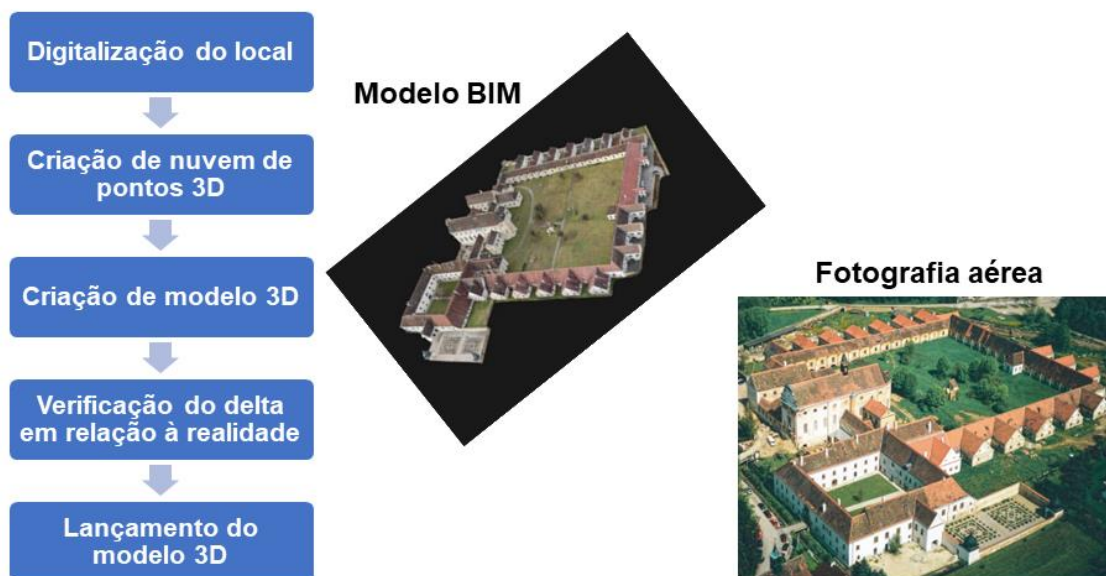 Digitalização do local
Criação de nuvem de
pontos 3D
Criação de modelo 3D
Verificação do delta
em relação à realidade
Lançamento do
modelo 3D
Modelo BIM
Fotografia aérea